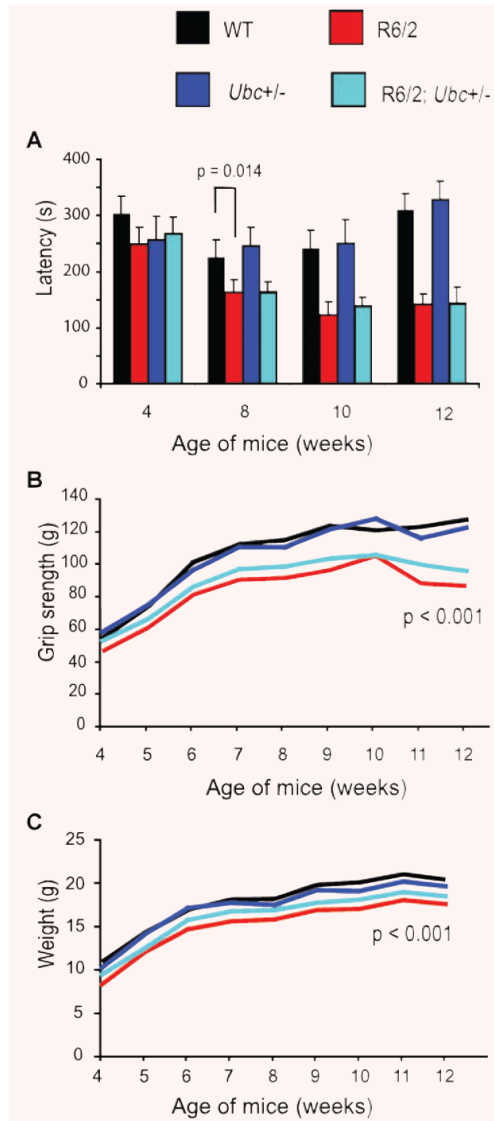 WT R6/2
Ubc+/- R6/2; Ubc+/-
A
400
300
200
100
0
Latency (s)
p = 0.014
4 8 10 12
Age of mice (weeks)
B
140
120
100
80
60
40
20
0
Grip srength (g)
p < 0.001
4 5 6 7 8 9 10 11 12
Age of mice (weeks)
C
25
20
15
10
5
0
Weight (g)
p < 0.001
4 5 6 7 8 9 10 11 12
Age of mice (weeks)